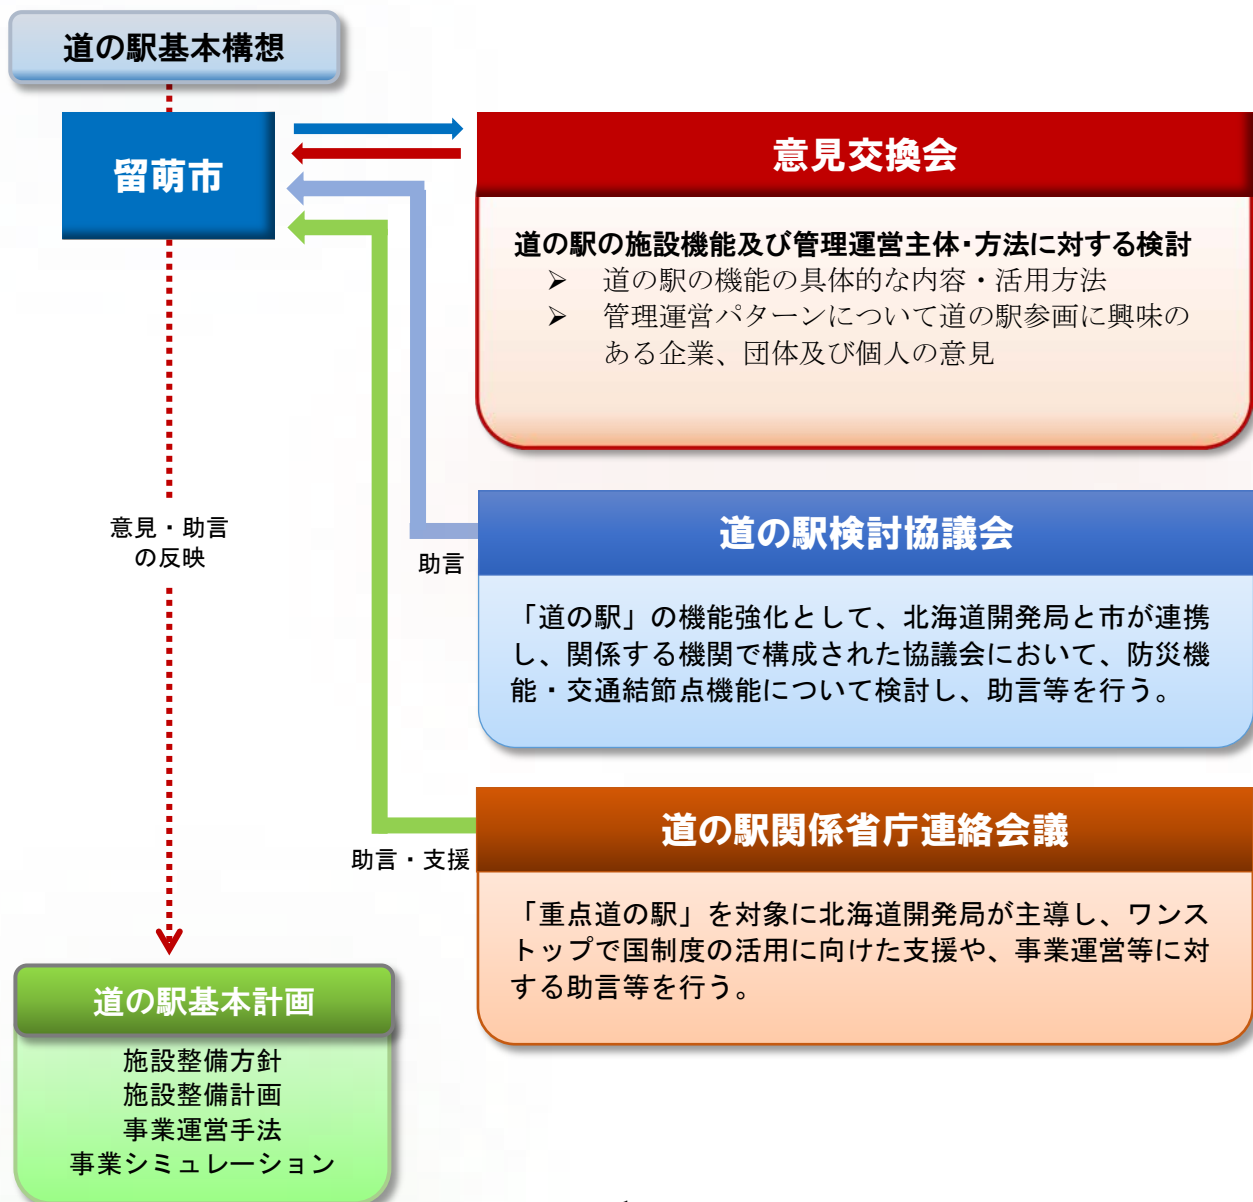 道の駅基本構想
留萌市
意見交換会
道の駅の施設機能及び管理運営主体・方法に対する検討
➢ 道の駅の機能の具体的な内容・活用方法
➢ 管理運営パターンについて道の駅参画に興味の
ある企業、団体及び個人の意見
意見・助言
の反映
助言
道の駅検討協議会
「道の駅」の機能強化として、北海道開発局と市が連携
し、関係する機関で構成された協議会において、防災機
能・交通結節点機能について検討し、助言等を行う。
助言・支援
道の駅関係省庁連絡会議
「重点道の駅」を対象に北海道開発局が主導し、ワンス
トップで国制度の活用に向けた支援や、事業運営等に対
する助言等を行う。
道の駅基本計画
施設整備方針
施設整備計画
事業運営手法
事業シミュレーション